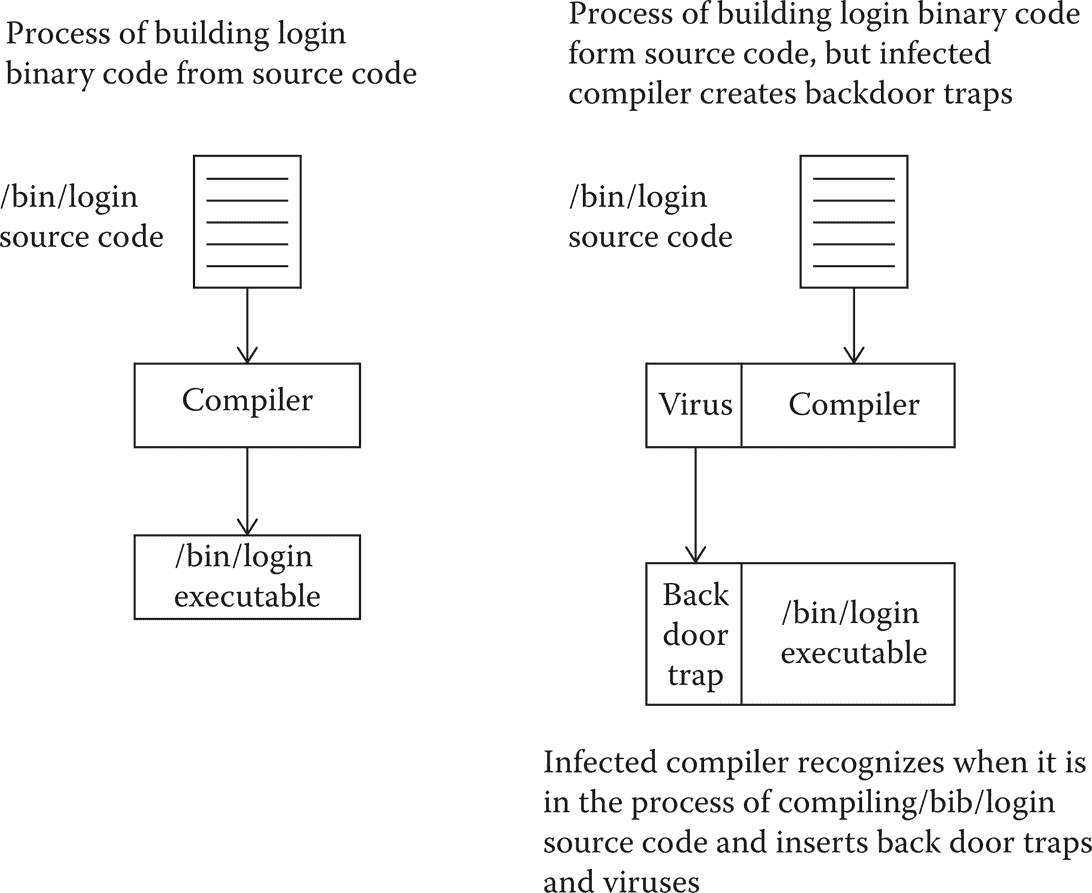 Process of building login
binary code from source code
/bin/login
source code
Compiler
/bin/login
executable
Process of building login binary code
form source code, but infected
compiler creates backdoor traps
/bin/login
source code
Virus
Compiler
Back
door
trap
/bin/login
executable
Infected compiler recognizes when it is
in the process of compiling/bib/login
source code and inserts back door traps
and viruses